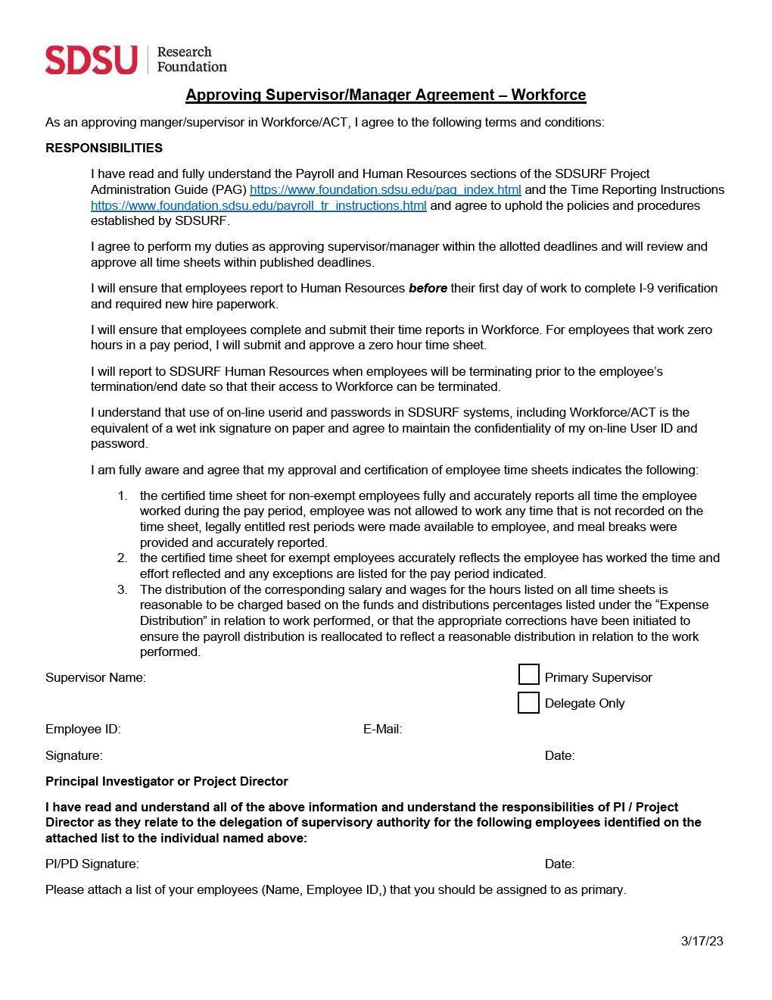 SDSU Research
Foundation
Approving Supervisor/Manager Agreement – Workforce
As an approving manger/supervisor in Workforce/ACT, I agree to the following terms and conditions:
RESPONSIBILITIES
I have read and fully understand the Payroll and Human Resources sections of the SDSURF Project
Administration Guide (PAG) https://www.foundation.sdsu.edu/pag_index.html and the Time Reporting Instructions
https://www.foundation.sdsu.edu/payroll_tr_instructions.html and agree to uphold the policies and procedures
established by SDSURF.
I agree to perform my duties as approving supervisor/manager within the allotted deadlines and will review and
approve all time sheets within published deadlines.
I will ensure that employees report to Human Resources before their first day of work to complete I-9 verification
and required new hire paperwork.
I will ensure that employees complete and submit their time reports in Workforce. For employees that work zero
hours in a pay period, I will submit and approve a zero hour time sheet.
I will report to SDSURF Human Resources when employees will be terminating prior to the employee’s
termination/end date so that their access to Workforce can be terminated.
I understand that use of on-line userid and passwords in SDSURF systems, including Workforce/ACT is the
equivalent of a wet ink signature on paper and agree to maintain the confidentiality of my on-line User ID and
password.
I am fully aware and agree that my approval and certification of employee time sheets indicates the following:
1. the certified time sheet for non-exempt employees fully and accurately reports all time the employee
worked during the pay period, employee was not allowed to work any time that is not recorded on the
time sheet, legally entitled rest periods were made available to employee, and meal breaks were
provided and accurately reported.
2. the certified time sheet for exempt employees accurately reflects the employee has worked the time and
effort reflected and any exceptions are listed for the pay period indicated.
3. The distribution of the corresponding salary and wages for the hours listed on all time sheets is
reasonable to be charged based on the funds and distributions percentages listed under the “Expense
Distribution” in relation to work performed, or that the appropriate corrections have been initiated to
ensure the payroll distribution is reallocated to reflect a reasonable distribution in relation to the work
performed.
Supervisor Name: Primary Supervisor
Delegate Only
Employee ID: E-Mail:
Signature: Date:
Principal Investigator or Project Director
I have read and understand all of the above information and understand the responsibilities of PI / Project
Director as they relate to the delegation of supervisory authority for the following employees identified on the
attached list to the individual named above:
PI/PD Signature: Date:
Please attach a list of your employees (Name, Employee ID,) that you should be assigned to as primary.
3/17/23